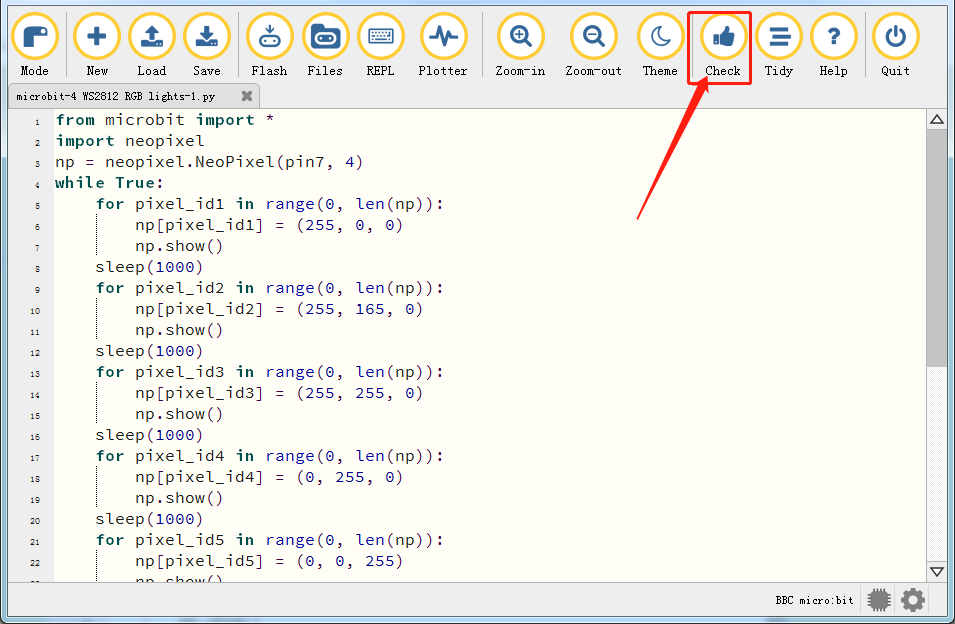 Mode New Load Save Flash Files REPL Plotter Zoom-in Zoom-out Theme Check Tidy Help Quit
microbit-4 WS2812 RGB lights-1.py
1 from microbit import *
2 import neopixel
3 np = neopixel.NeoPixel(pin7, 4)
4 while True:
5 for pixel_id1 in range(0, len(np)):
6 np[pixel_id1] = (255, 0, 0)
7 np.show()
8 sleep(1000)
9 for pixel_id2 in range(0, len(np)):
10 np[pixel_id2] = (255, 165, 0)
11 np.show()
12 sleep(1000)
13 for pixel_id3 in range(0, len(np)):
14 np[pixel_id3] = (255, 255, 0)
15 np.show()
16 sleep(1000)
17 for pixel_id4 in range(0, len(np)):
18 np[pixel_id4] = (0, 255, 0)
19 np.show()
20 sleep(1000)
21 for pixel_id5 in range(0, len(np)):
22 np[pixel_id5] = (0, 0, 255)
np.show()
BBC micro:bit